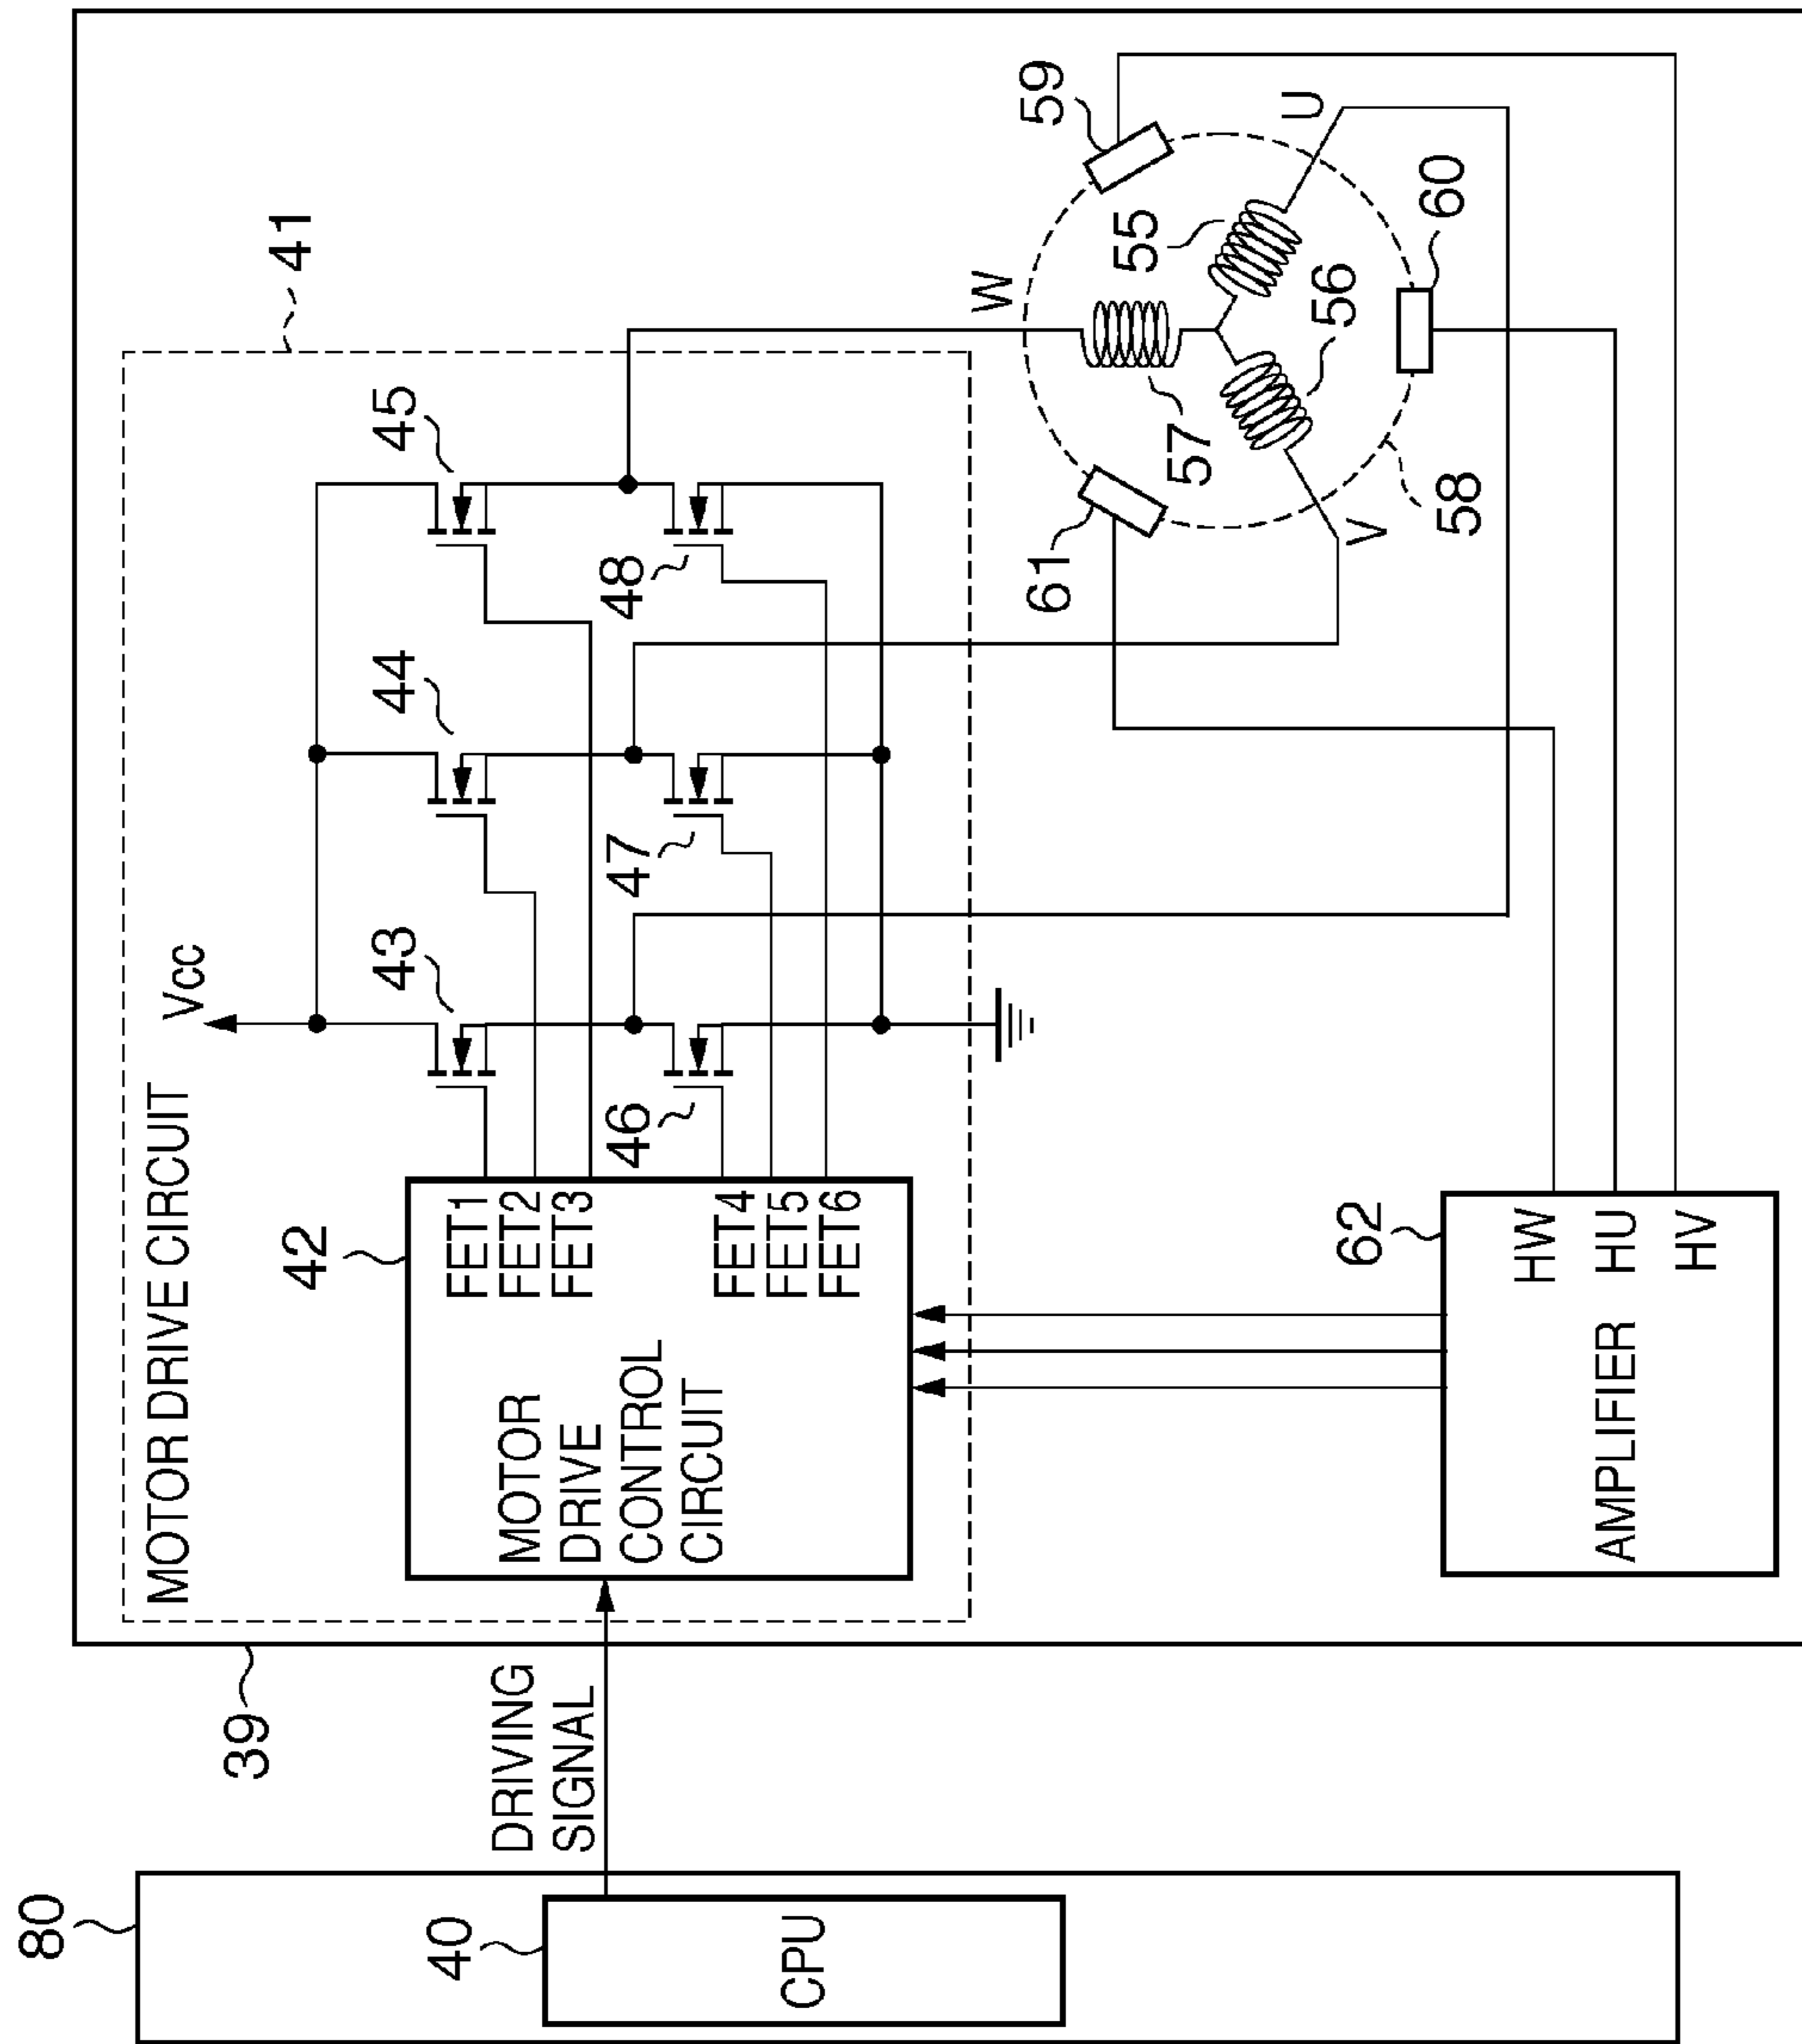 80
40
CPU
DRIVING
SIGNAL
39
MOTOR DRIVE CIRCUIT
41
Vcc
42
MOTOR
DRIVE
CONTROL
CIRCUIT
FET1
FET2
FET3
FET4
FET5
FET6
43
44
45
46
47
48
W
U
V
55
56
57
58
59
60
61
62
AMPLIFIER
HW
HU
HV